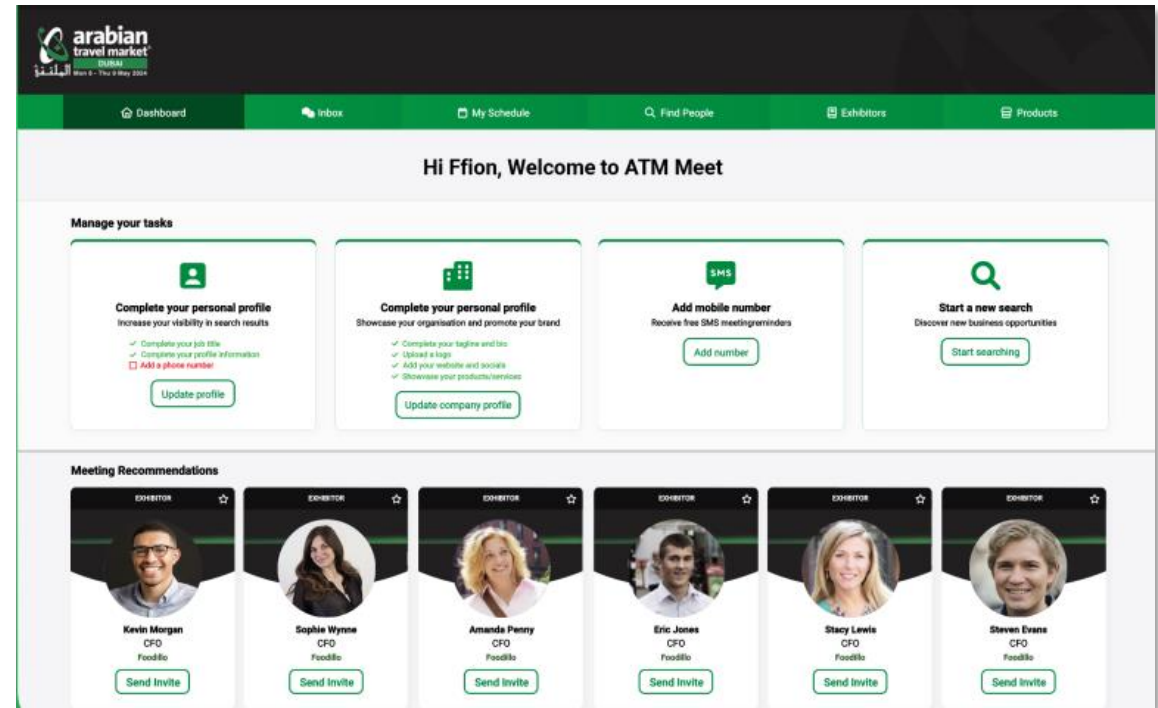 arabian
travel market
DUBAI
الملتقى Mon 6 - Thu 9 May 2024
Dashboard Inbox My Schedule Find People Exhibitors Products
Hi Ffion, Welcome to ATM Meet
Manage your tasks
Complete your personal profile
Increase your visibility in search results
Complete your job title
Complete your profile information
Add a phone number
Update profile
Complete your personal profile
Showcase your organisation and promote your brand
Complete your tagline and bio
Upload a logo
Add your website and socials
Showcase your products/services
Update company profile
SMS
Add mobile number
Receive free SMS meetingreminders
Add number
Start a new search
Discover new business opportunities
Start searching
Meeting Recommendations
EXHIBITOR
Kevin Morgan
CFO
Foodillo
Send Invite
EXHIBITOR
Sophie Wynne
CFO
Foodillo
Send Invite
EXHIBITOR
Amanda Penny
CFO
Foodillo
Send Invite
EXHIBITOR
Eric Jones
CFO
Foodillo
Send Invite
EXHIBITOR
Stacy Lewis
CFO
Foodillo
Send Invite
EXHIBITOR
Steven Evans
CFO
Foodillo
Send Invite